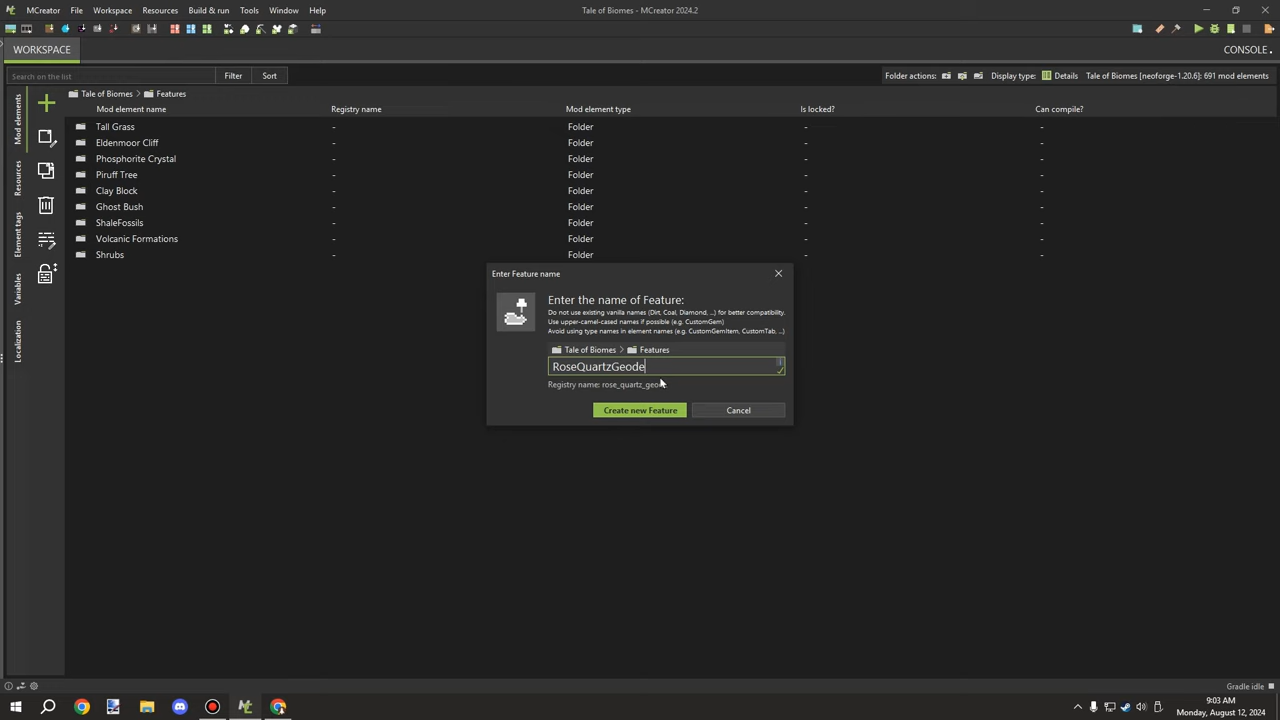 MCreator File Workspace Resources Build & run Tools Window Help Tale of Biomes - MCreator 2024.2
WORKSPACE CONSOLE
Search on the list Filter Sort Folder actions: Display type: Details Tale of Biomes [neoforge-1.20.6]: 691 mod elements
Tale of Biomes > Features
Mod element name Registry name Mod element type Is locked? Can compile?
Tall Grass - Folder - -
Eldenmoor Cliff - Folder - -
Phosphorite Crystal - Folder - -
Piruff Tree - Folder - -
Clay Block - Folder - -
Ghost Bush - Folder - -
ShaleFossils - Folder - -
Volcanic Formations - Folder - -
Shrubs - Folder - -
Mod elements
Resources
Element tags
Variables
Localization
Enter Feature name
Enter the name of Feature:
Do not use existing vanilla names (Dirt, Coal, Diamond, ...) for better compatibility.
Use upper-camel-cased names if possible (e.g. CustomGem)
Avoid using type names in element names (e.g. CustomGemItem, CustomTab, ...)
Tale of Biomes > Features
RoseQuartzGeode
Registry name: rose_quartz_geode
Create new Feature Cancel
Gradle idle
9:03 AM
Monday, August 12, 2024